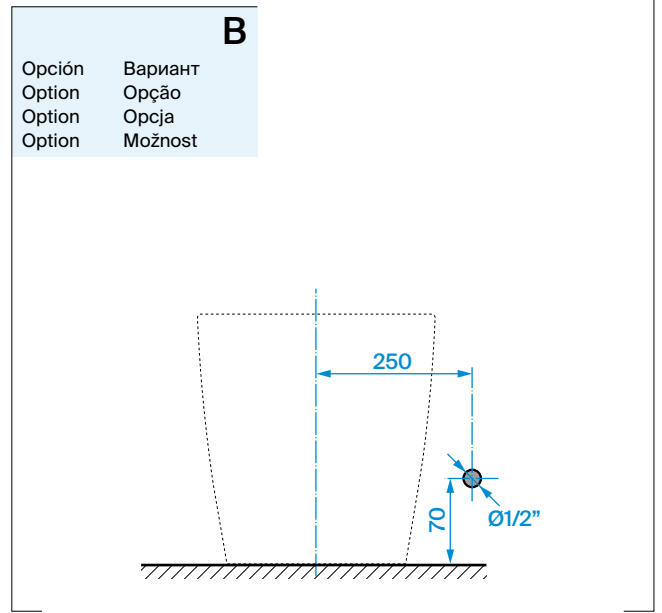 B
Opción Вариант
Option Opção
Option Opcja
Option Možnost
250
70
Ø1/2”